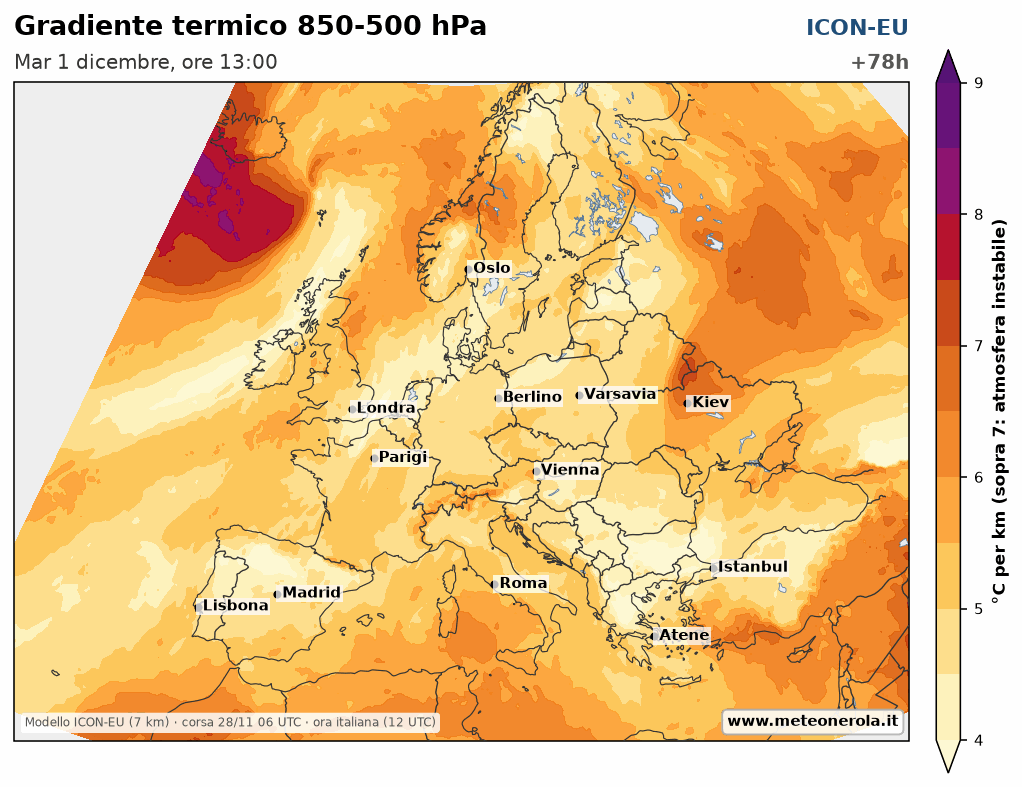 Gradiente termico 850-500 hPa
ICON-EU
Mar 1 dicembre, ore 13:00
+78h
9
8
7
6
5
4
°C per km (sopra 7: atmosfera instabile)
Oslo
Berlino
Varsavia
Londra
Kiev
Parigi
Vienna
Istanbul
Roma
Madrid
Lisbona
Atene
Modello ICON-EU (7 km) · corsa 28/11 06 UTC · ora italiana (12 UTC)
www.meteonerola.it